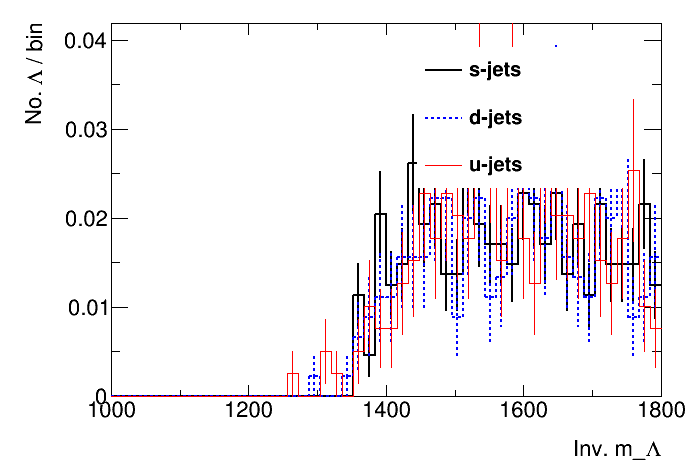 No. Λ / bin
0.04
0.03
0.02
0.01
0
s-jets
d-jets
u-jets
1000 1200 1400 1600 1800
Inv. m_Λ